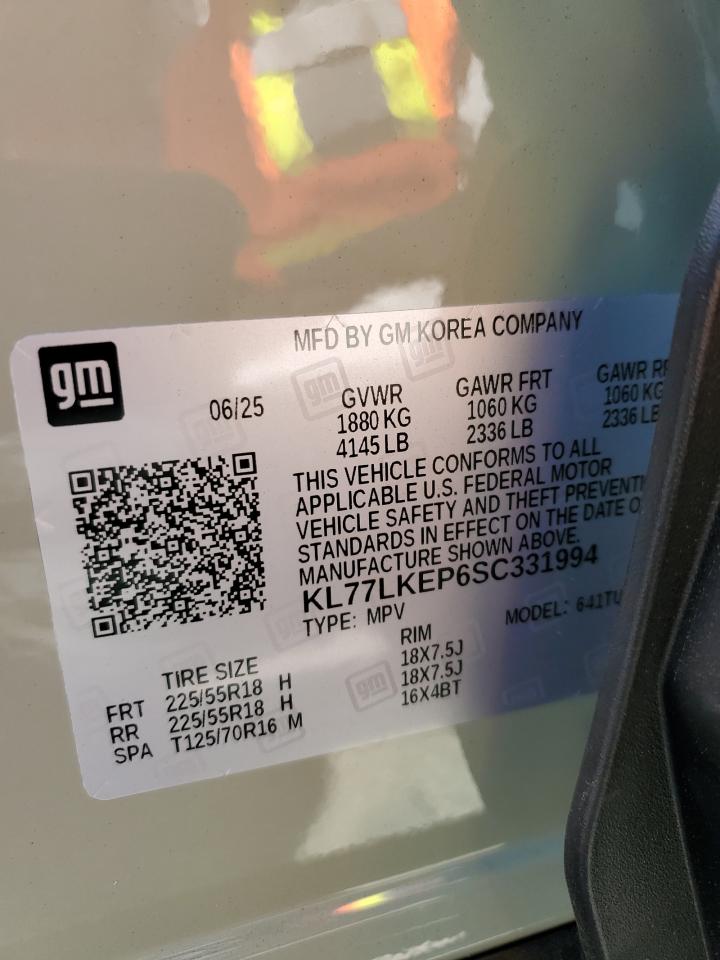 MFD BY GM KOREA COMPANY
gm
06/25
GVWR GAWR FRT GAWR
1880 KG 1060 KG 1060 KG
4145 LB 2336 LB 2336 LB
THIS VEHICLE CONFORMS TO ALL
APPLICABLE U.S. FEDERAL MOTOR
VEHICLE SAFETY AND THEFT PREVENTI
STANDARDS IN EFFECT ON THE DATE O
MANUFACTURE SHOWN ABOVE.
KL77LKEP6SC331994
TYPE: MPV MODEL: 641TU
TIRE SIZE RIM
FRT 225/55R18 H 18X7.5J
RR 225/55R18 H 18X7.5J
SPA T125/70R16 M 16X4BT